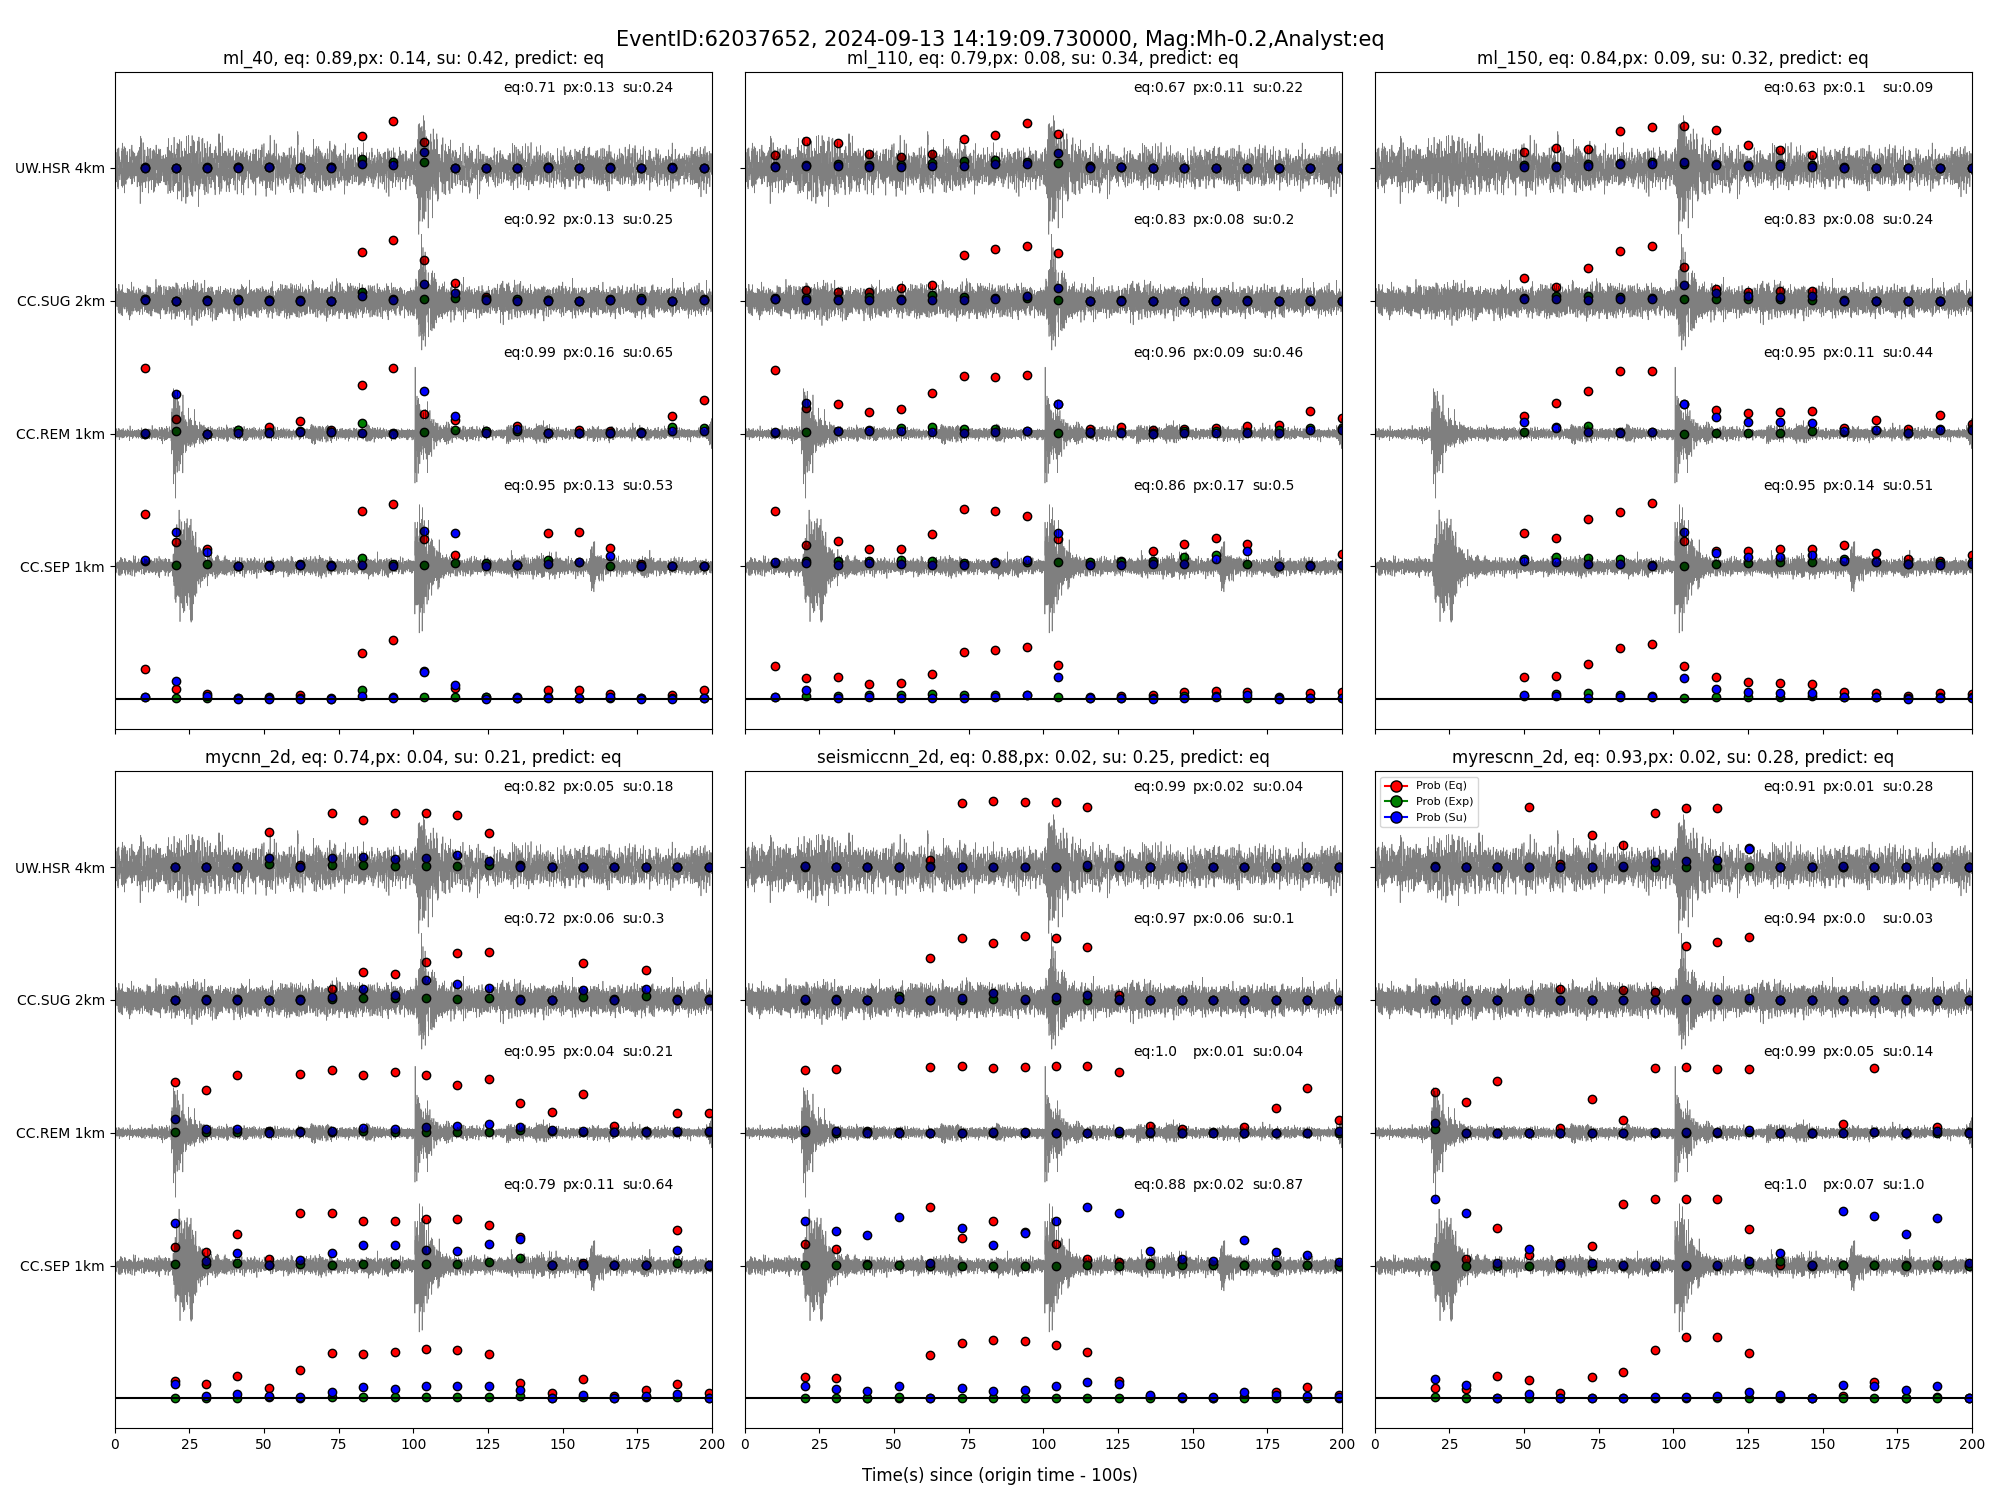 EventID:62037652, 2024-09-13 14:19:09.730000, Mag:Mh-0.2,Analyst:eq
ml_40, eq: 0.89,px: 0.14, su: 0.42, predict: eq
eq:0.71 px:0.13 su:0.24
UW.HSR 4km
eq:0.92 px:0.13 su:0.25
CC.SUG 2km
eq:0.99 px:0.16 su:0.65
CC.REM 1km
eq:0.95 px:0.13 su:0.53
CC.SEP 1km
ml_110, eq: 0.79,px: 0.08, su: 0.34, predict: eq
eq:0.67 px:0.11 su:0.22
eq:0.83 px:0.08 su:0.2
eq:0.96 px:0.09 su:0.46
eq:0.86 px:0.17 su:0.5
ml_150, eq: 0.84,px: 0.09, su: 0.32, predict: eq
eq:0.63 px:0.1 su:0.09
eq:0.83 px:0.08 su:0.24
eq:0.95 px:0.11 su:0.44
eq:0.95 px:0.14 su:0.51
mycnn_2d, eq: 0.74,px: 0.04, su: 0.21, predict: eq
eq:0.82 px:0.05 su:0.18
UW.HSR 4km
eq:0.72 px:0.06 su:0.3
CC.SUG 2km
eq:0.95 px:0.04 su:0.21
CC.REM 1km
eq:0.79 px:0.11 su:0.64
CC.SEP 1km
0 25 50 75 100 125 150 175 200
seismiccnn_2d, eq: 0.88,px: 0.02, su: 0.25, predict: eq
eq:0.99 px:0.02 su:0.04
eq:0.97 px:0.06 su:0.1
eq:1.0 px:0.01 su:0.04
eq:0.88 px:0.02 su:0.87
0 25 50 75 100 125 150 175 200
myrescnn_2d, eq: 0.93,px: 0.02, su: 0.28, predict: eq
Prob (Eq)
Prob (Exp)
Prob (Su)
eq:0.91 px:0.01 su:0.28
eq:0.94 px:0.0 su:0.03
eq:0.99 px:0.05 su:0.14
eq:1.0 px:0.07 su:1.0
0 25 50 75 100 125 150 175 200
Time(s) since (origin time - 100s)